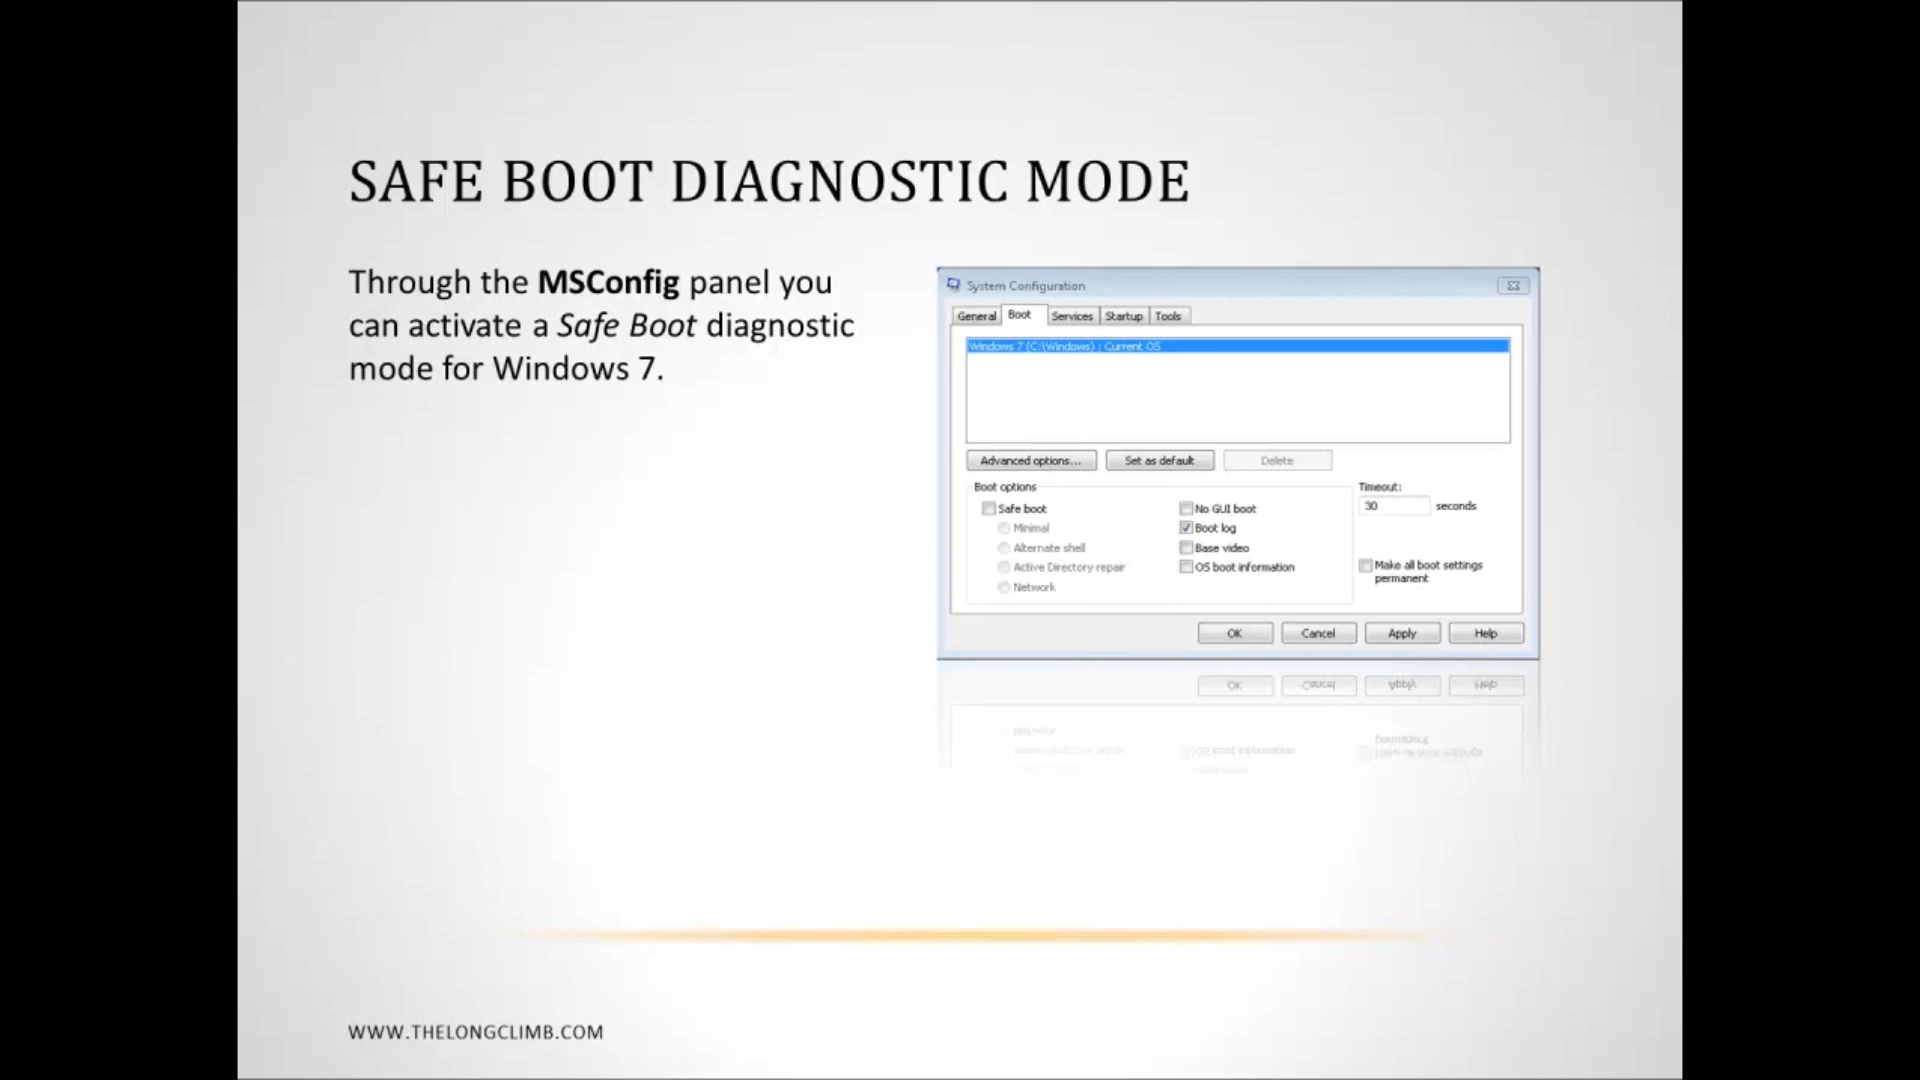 SAFE BOOT DIAGNOSTIC MODE
Through the MSConfig panel you
can activate a Safe Boot diagnostic
mode for Windows 7.
System Configuration
General Boot Services Startup Tools
Windows 7 (C:\Windows) : Current OS
Advanced options... Set as default Delete
Boot options
Safe boot
Minimal
Alternate shell
Active Directory repair
Network
No GUI boot
Boot log
Base video
OS boot information
Timeout:
30 seconds
Make all boot settings
permanent
OK Cancel Apply Help
WWW.THELONGCLIMB.COM